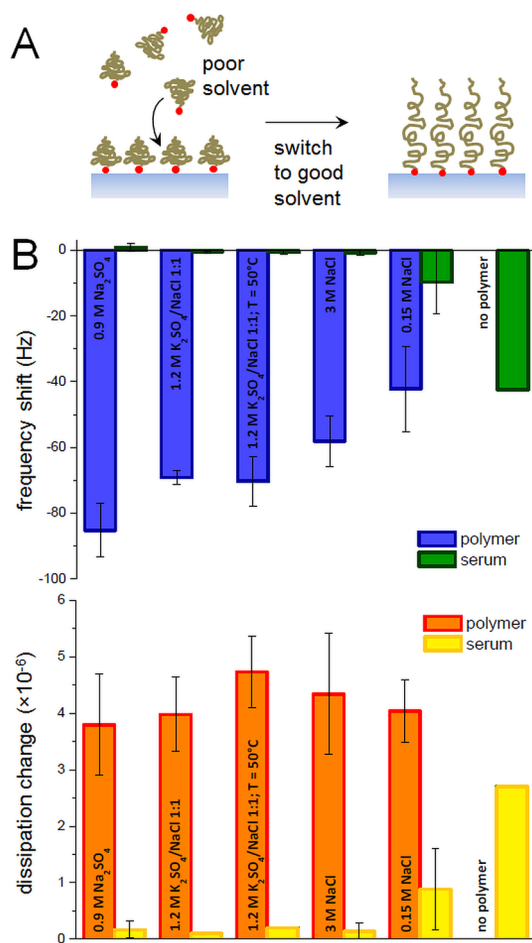 A
poor
solvent
switch
to good
solvent
B
0
-20
-40
-60
-80
-100
frequency shift (Hz)
0.9 M Na₂SO₄
1.2 M K₂SO₄/NaCl 1:1
1.2 M K₂SO₄/NaCl 1:1; T = 50°C
3 M NaCl
0.15 M NaCl
no polymer
polymer
serum
6
5
4
3
2
1
0
dissipation change (×10⁻⁶)
0.9 M Na₂SO₄
1.2 M K₂SO₄/NaCl 1:1
1.2 M K₂SO₄/NaCl 1:1; T = 50°C
3 M NaCl
0.15 M NaCl
no polymer
polymer
serum